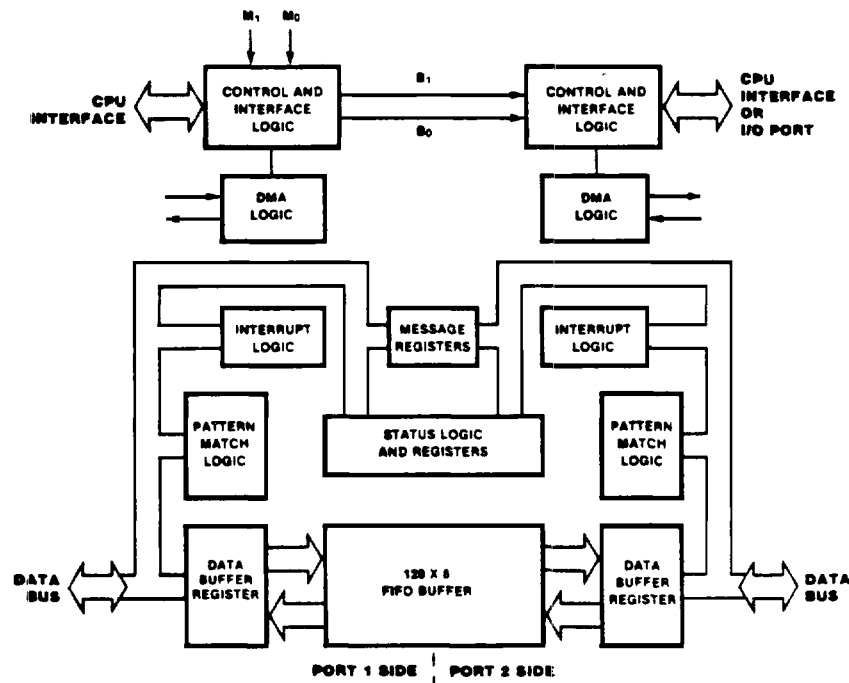 M₁ M₀
CPU
INTERFACE
CONTROL AND
INTERFACE
LOGIC
B₁
B₀
CONTROL AND
INTERFACE
LOGIC
CPU
INTERFACE
OR
I/O PORT
DMA
LOGIC
DMA
LOGIC
INTERRUPT
LOGIC
MESSAGE
REGISTERS
INTERRUPT
LOGIC
PATTERN
MATCH
LOGIC
STATUS LOGIC
AND REGISTERS
PATTERN
MATCH
LOGIC
DATA
BUS
DATA
BUFFER
REGISTER
128 X 8
FIFO BUFFER
DATA
BUFFER
REGISTER
DATA
BUS
PORT 1 SIDE PORT 2 SIDE